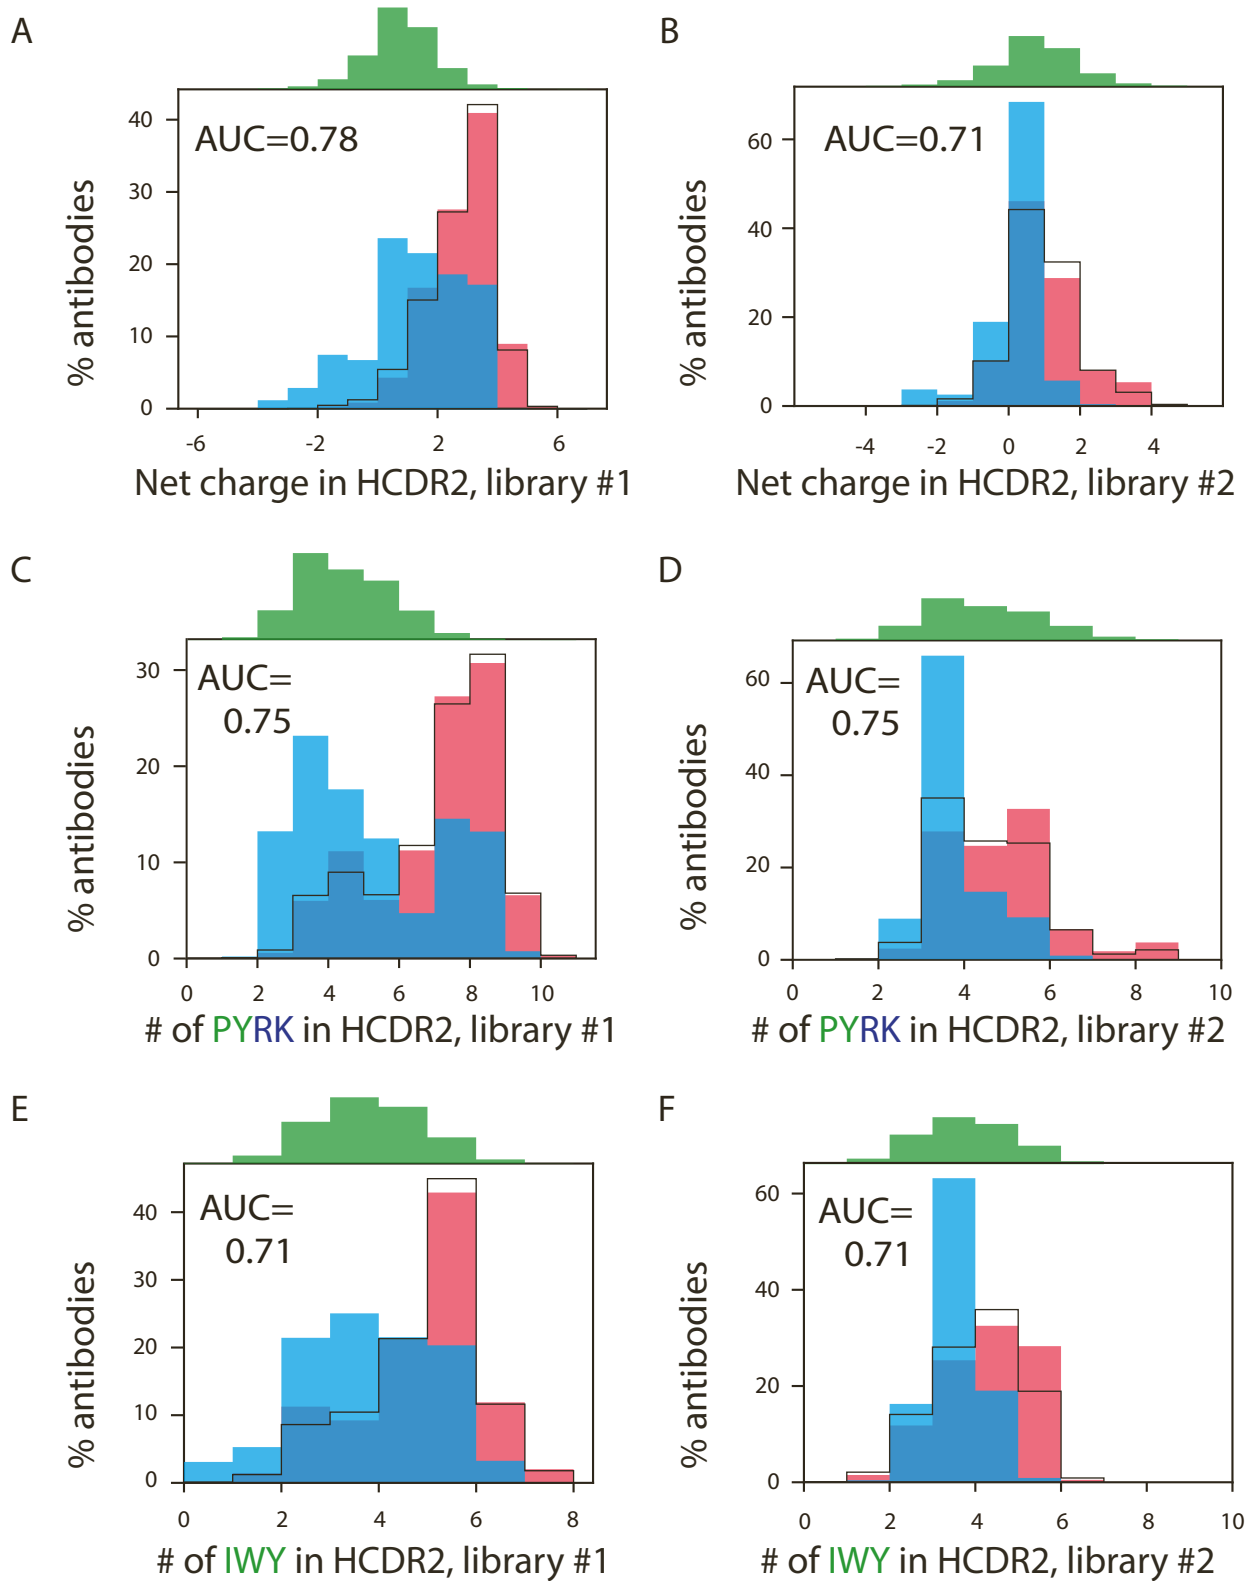 A
AUC=0.78
% antibodies
40
30
20
10
0
-6
-2
2
6
Net charge in HCDR2, library #1
B
AUC=0.71
% antibodies
60
40
20
0
-4
-2
0
2
4
Net charge in HCDR2, library #2
C
AUC=
0.75
% antibodies
30
20
10
0
0
2
4
6
8
10
# of PYRK in HCDR2, library #1
D
AUC=
0.75
% antibodies
60
40
20
0
0
2
4
6
8
10
# of PYRK in HCDR2, library #2
E
AUC=
0.71
% antibodies
40
30
20
10
0
0
2
4
6
8
# of IWY in HCDR2, library #1
F
AUC=
0.71
% antibodies
60
40
20
0
0
2
4
6
8
10
# of IWY in HCDR2, library #2